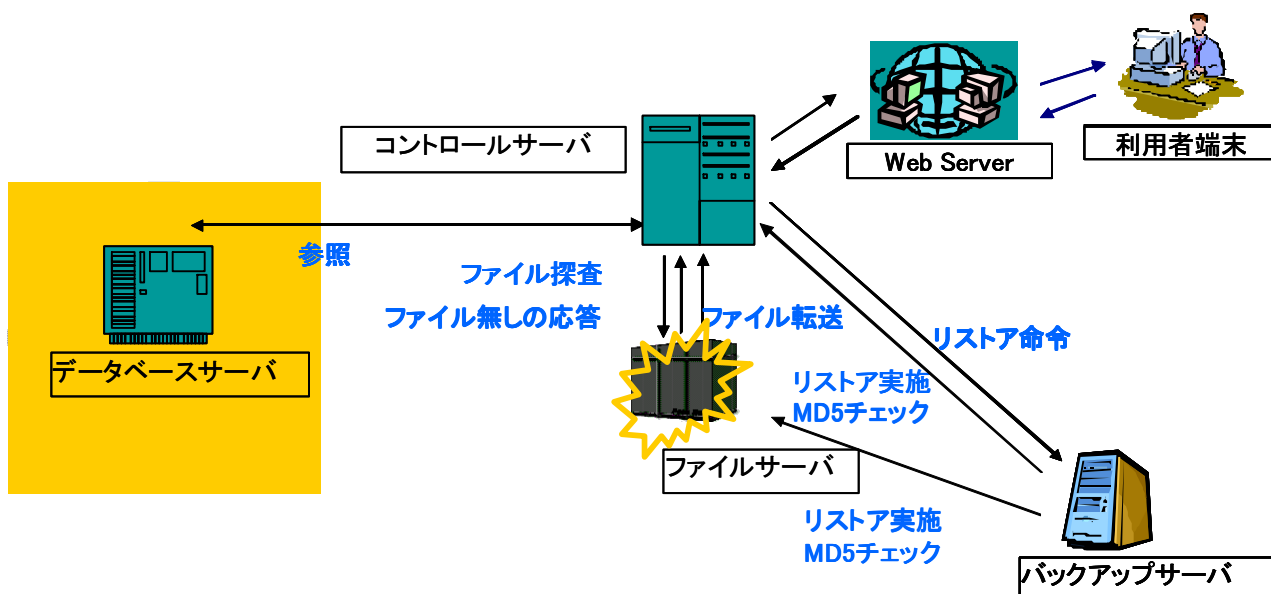 コントロールサーバ
Web Server
利用者端末
参照
ファイル探査
ファイル無しの応答
ファイル転送
リストア命令
データベースサーバ
リストア実施
MD5チェック
ファイルサーバ
リストア実施
MD5チェック
バックアップサーバ